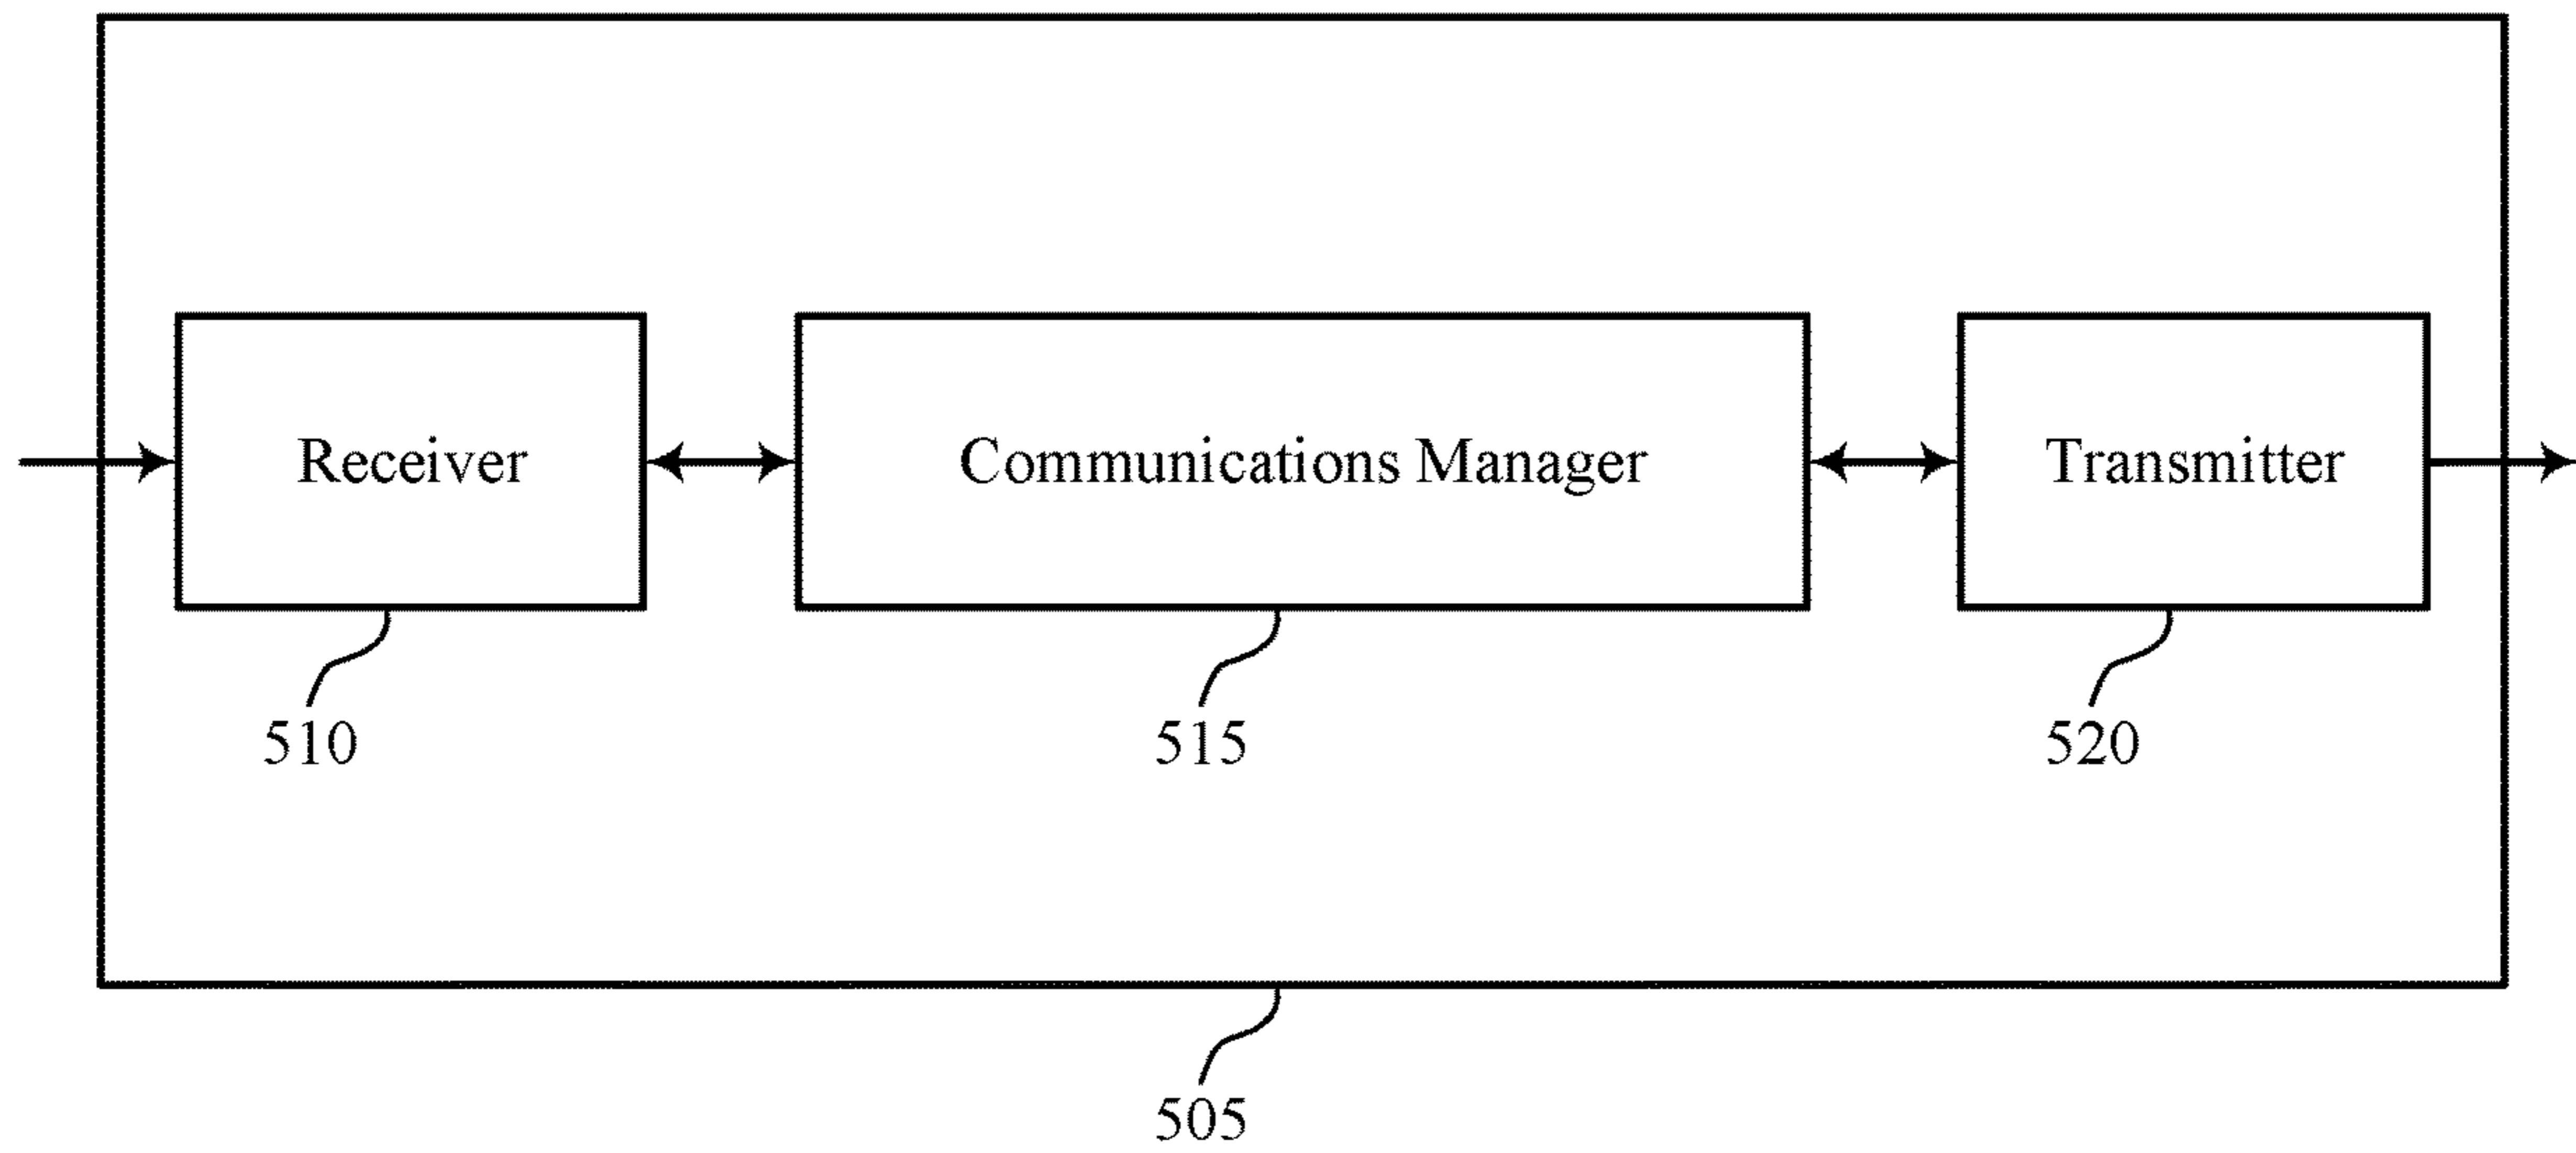 Receiver
Communications Manager
Transmitter
510
515
520
505